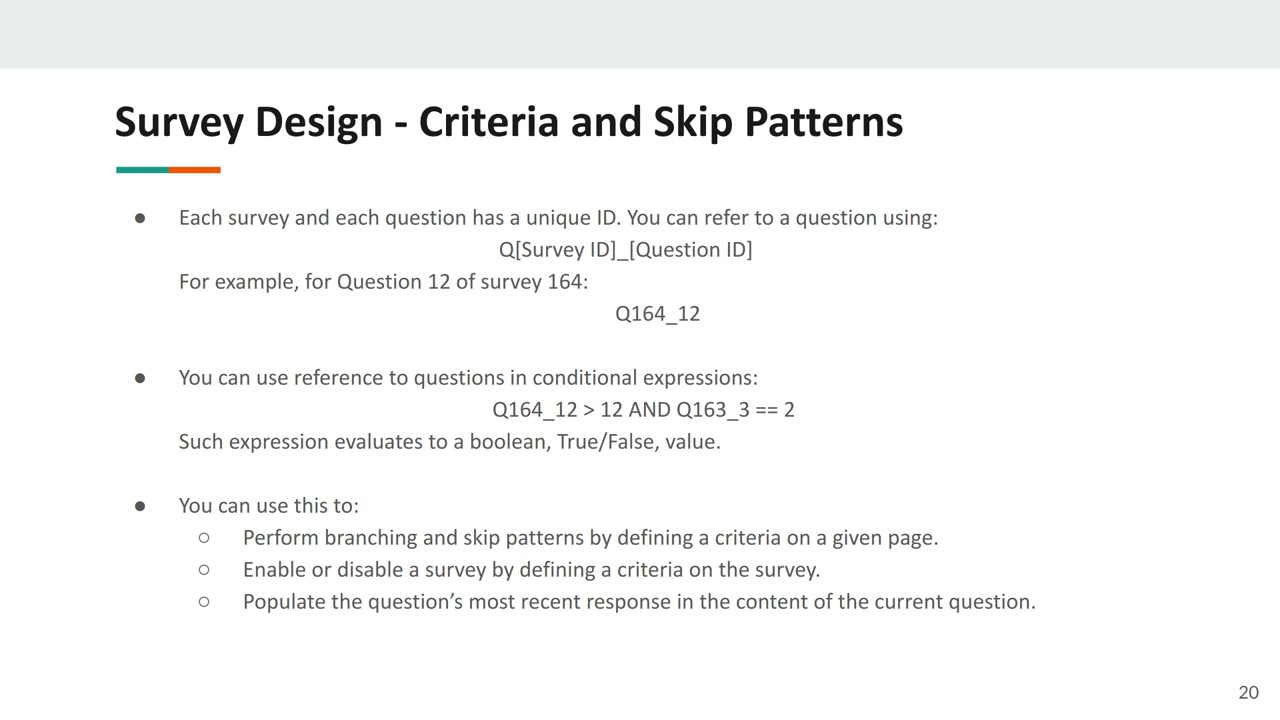 Survey Design - Criteria and Skip Patterns
● Each survey and each question has a unique ID. You can refer to a question using:
Q[Survey ID]_[Question ID]
For example, for Question 12 of survey 164:
Q164_12
● You can use reference to questions in conditional expressions:
Q164_12 > 12 AND Q163_3 == 2
Such expression evaluates to a boolean, True/False, value.
● You can use this to:
○ Perform branching and skip patterns by defining a criteria on a given page.
○ Enable or disable a survey by defining a criteria on the survey.
○ Populate the question’s most recent response in the content of the current question.
20